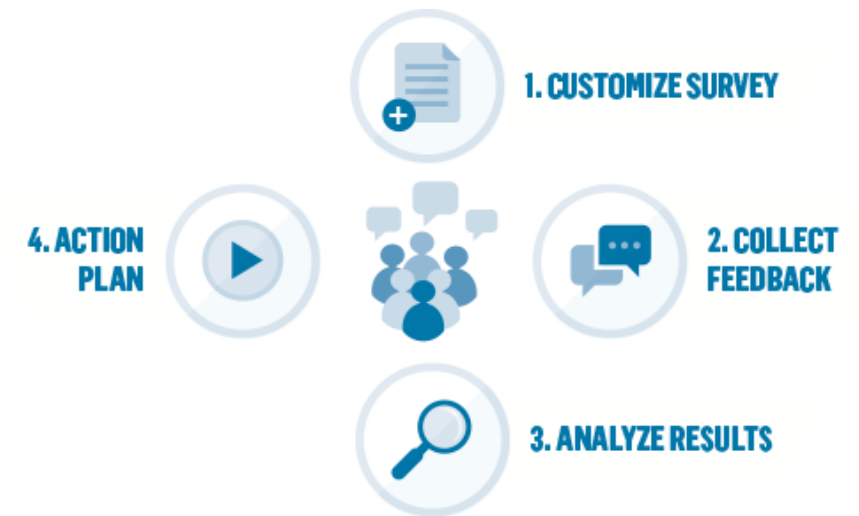 1. CUSTOMIZE SURVEY
2. COLLECT
FEEDBACK
3. ANALYZE RESULTS
4. ACTION
PLAN